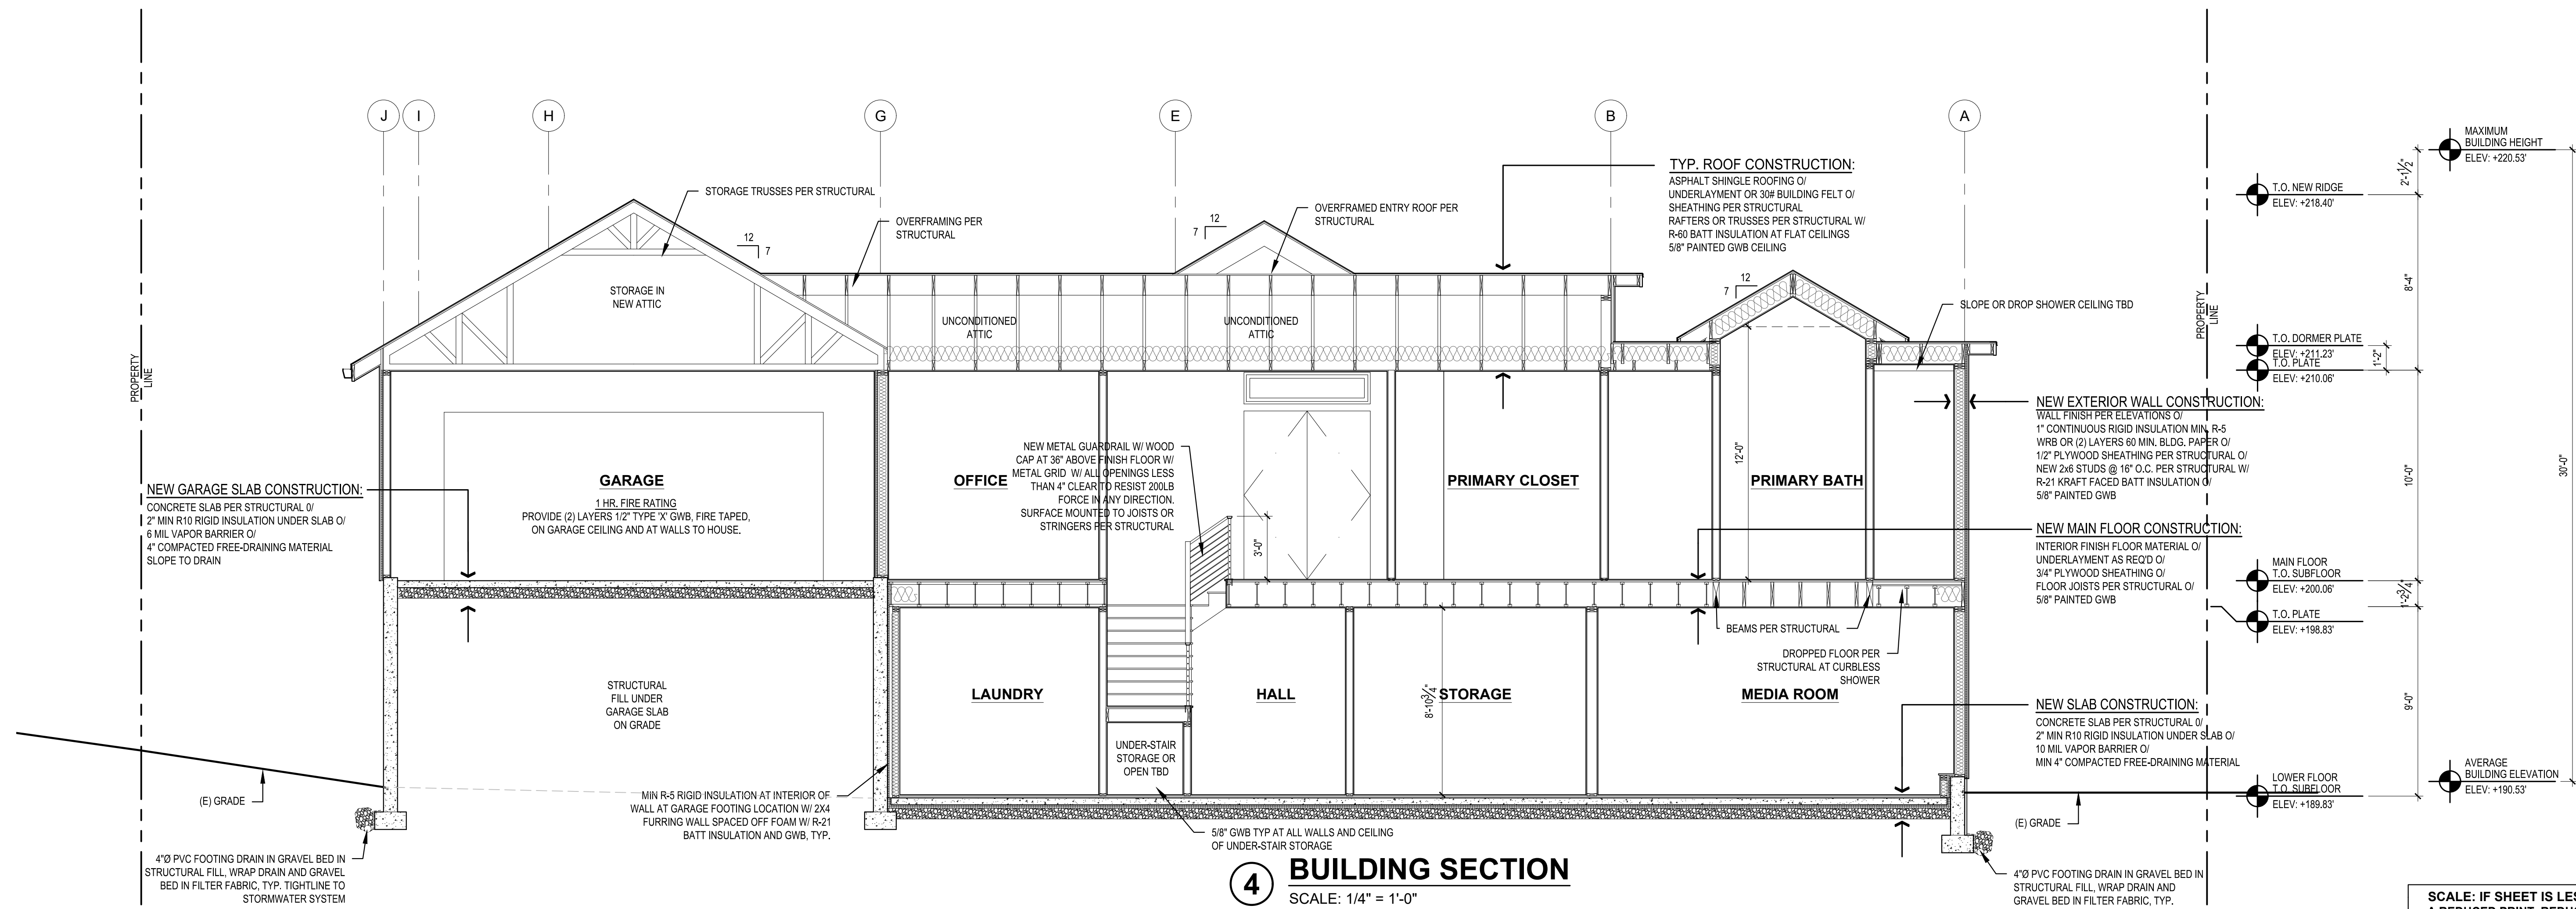 J
I
H
G
E
B
A
MAXIMUM
BUILDING HEIGHT
ELEV: +220.53'
TYP. ROOF CONSTRUCTION:
ASPHALT SHINGLE ROOFING O/
UNDERLAYMENT OR 30# BUILDING FELT O/
SHEATHING PER STRUCTURAL
RAFTERS OR TRUSSES PER STRUCTURAL W/
R-60 BATT INSULATION AT FLAT CEILINGS
5/8" PAINTED GWB CEILING
2'-1½"
T.O. NEW RIDGE
ELEV: +218.40'
STORAGE TRUSSES PER STRUCTURAL
OVERFRAMING PER
STRUCTURAL
OVERFRAMED ENTRY ROOF PER
STRUCTURAL
12
7
12
7
12
7
STORAGE IN
NEW ATTIC
UNCONDITIONED
ATTIC
UNCONDITIONED
ATTIC
SLOPE OR DROP SHOWER CEILING TBD
PROPERTY
LINE
PROPERTY
LINE
8'-4"
T.O. DORMER PLATE
ELEV: +211.23'
1'-2"
T.O. PLATE
ELEV: +210.06'
NEW EXTERIOR WALL CONSTRUCTION:
WALL FINISH PER ELEVATIONS O/
1" CONTINUOUS RIGID INSULATION MIN. R-5
WRB OR (2) LAYERS 60 MIN. BLDG. PAPER O/
1/2" PLYWOOD SHEATHING PER STRUCTURAL O/
NEW 2x6 STUDS @ 16" O.C. PER STRUCTURAL W/
R-21 KRAFT FACED BATT INSULATION O/
5/8" PAINTED GWB
10'-0"
30'-0"
NEW GARAGE SLAB CONSTRUCTION:
CONCRETE SLAB PER STRUCTURAL 0/
2" MIN R10 RIGID INSULATION UNDER SLAB O/
6 MIL VAPOR BARRIER O/
4" COMPACTED FREE-DRAINING MATERIAL
SLOPE TO DRAIN
GARAGE
1 HR. FIRE RATING
PROVIDE (2) LAYERS 1/2" TYPE 'X' GWB, FIRE TAPED,
ON GARAGE CEILING AND AT WALLS TO HOUSE.
OFFICE
NEW METAL GUARDRAIL W/ WOOD
CAP AT 36" ABOVE FINISH FLOOR W/
METAL GRID W/ ALL OPENINGS LESS
THAN 4" CLEAR TO RESIST 200LB
FORCE IN ANY DIRECTION.
SURFACE MOUNTED TO JOISTS OR
STRINGERS PER STRUCTURAL
3'-0"
PRIMARY CLOSET
12'-0"
PRIMARY BATH
NEW MAIN FLOOR CONSTRUCTION:
INTERIOR FINISH FLOOR MATERIAL O/
UNDERLAYMENT AS REQ'D O/
3/4" PLYWOOD SHEATHING O/
FLOOR JOISTS PER STRUCTURAL O/
5/8" PAINTED GWB
MAIN FLOOR
T.O. SUBFLOOR
ELEV: +200.06'
1'-2¾"
T.O. PLATE
ELEV: +198.83'
BEAMS PER STRUCTURAL
DROPPED FLOOR PER
STRUCTURAL AT CURBLESS
SHOWER
STRUCTURAL
FILL UNDER
GARAGE SLAB
ON GRADE
LAUNDRY
HALL
8'-10¾"
STORAGE
MEDIA ROOM
NEW SLAB CONSTRUCTION:
CONCRETE SLAB PER STRUCTURAL 0/
2" MIN R10 RIGID INSULATION UNDER SLAB O/
10 MIL VAPOR BARRIER O/
MIN 4" COMPACTED FREE-DRAINING MATERIAL
9'-0"
UNDER-STAIR
STORAGE OR
OPEN TBD
AVERAGE
BUILDING ELEVATION
ELEV: +190.53'
LOWER FLOOR
T.O. SUBFLOOR
ELEV: +189.83'
(E) GRADE
(E) GRADE
MIN R-5 RIGID INSULATION AT INTERIOR OF
WALL AT GARAGE FOOTING LOCATION W/ 2X4
FURRING WALL SPACED OFF FOAM W/ R-21
BATT INSULATION AND GWB, TYP.
5/8" GWB TYP AT ALL WALLS AND CEILING
OF UNDER-STAIR STORAGE
4"Ø PVC FOOTING DRAIN IN GRAVEL BED IN
STRUCTURAL FILL, WRAP DRAIN AND GRAVEL
BED IN FILTER FABRIC, TYP. TIGHTLINE TO
STORMWATER SYSTEM
4 BUILDING SECTION
SCALE: 1/4" = 1'-0"
4"Ø PVC FOOTING DRAIN IN GRAVEL BED IN
STRUCTURAL FILL, WRAP DRAIN AND
GRAVEL BED IN FILTER FABRIC, TYP.
SCALE: IF SHEET IS LES